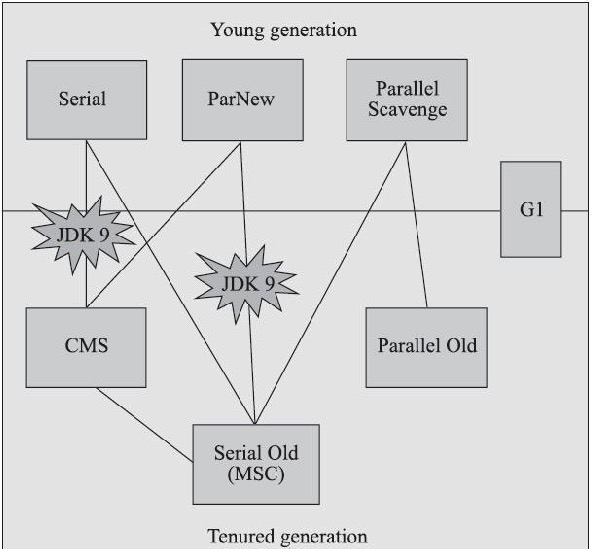 Young generation
Serial
ParNew
Parallel
Scavenge
G1
JDK 9
JDK 9
CMS
Parallel Old
Serial Old
(MSC)
Tenured generation